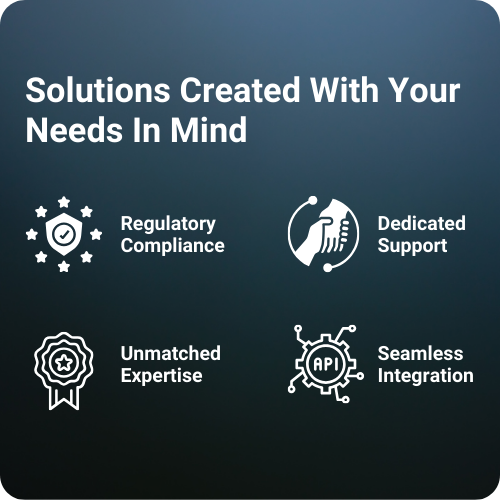 Solutions Created With Your
Needs In Mind
Regulatory
Compliance
Dedicated
Support
Unmatched
Expertise
API
Seamless
Integration